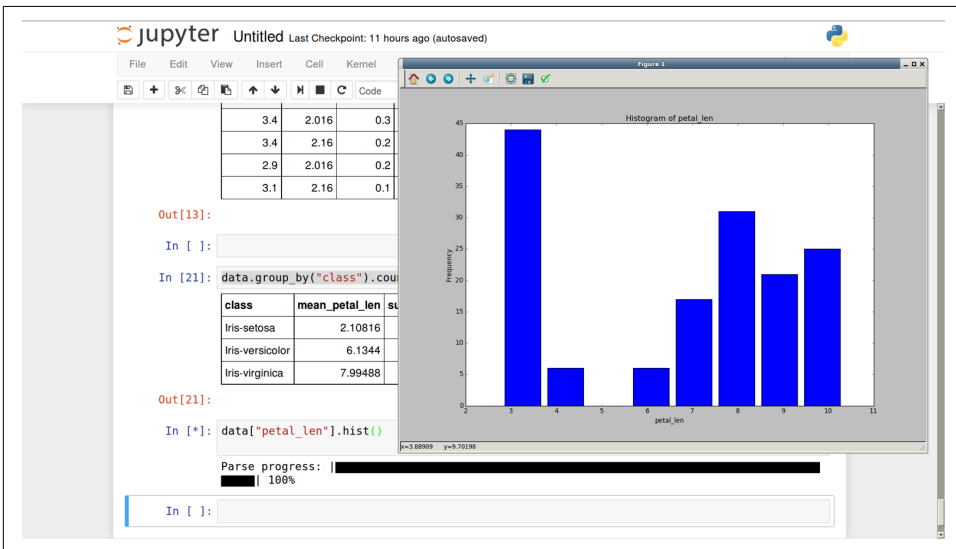 jupyter Untitled Last Checkpoint: 11 hours ago (autosaved)
File Edit View Insert Cell Kernel
Code
3.4 2.016 0.3
3.4 2.16 0.2
2.9 2.016 0.2
3.1 2.16 0.1
Out[13]:
In [ ]:
In [21]: data.group_by("class").cou
class mean_petal_len su
Iris-setosa 2.10816
Iris-versicolor 6.1344
Iris-virginica 7.99488
Out[21]:
In [*]: data["petal_len"].hist()
Parse progress: |
| 100%
In [ ]:
Figure 1
Histogram of petal_len
45
40
35
30
25
20
15
10
5
0
Frequency
2 3 4 5 6 7 8 9 10 11
petal_len
x=3.88909 y=9.70198